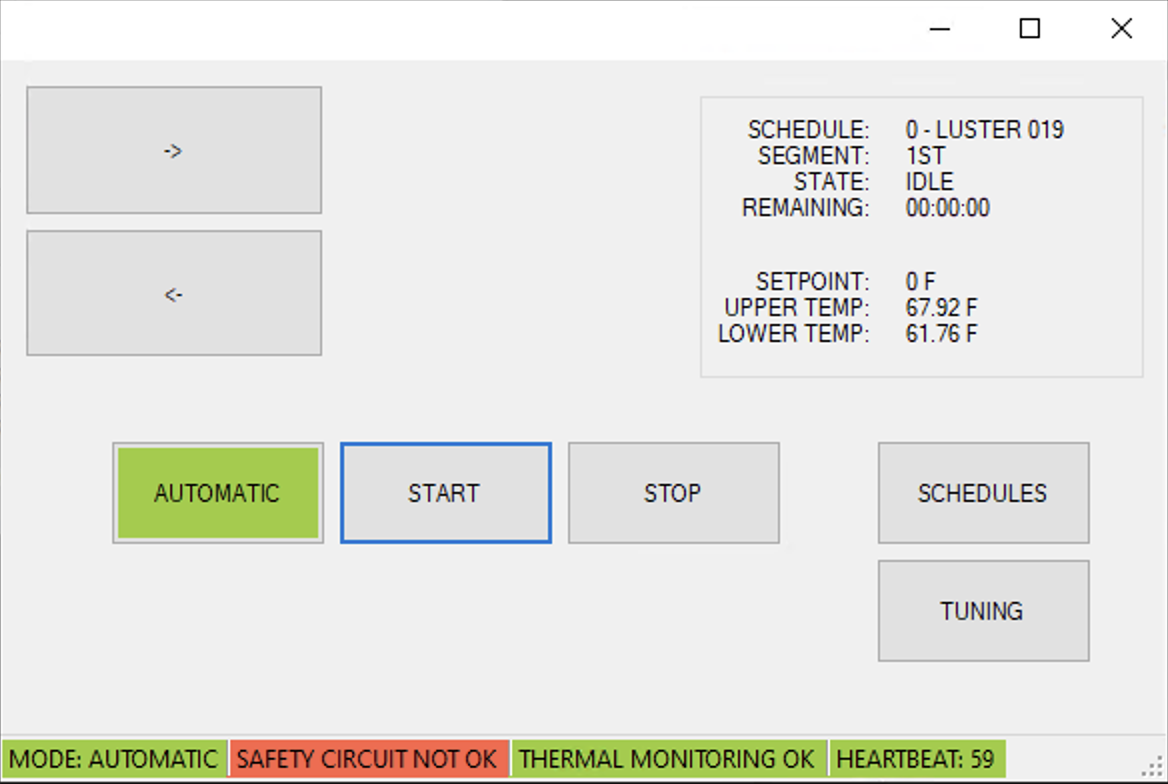 ->
<-
SCHEDULE: 0 - LUSTER 019
SEGMENT: 1ST
STATE: IDLE
REMAINING: 00:00:00
SETPOINT: 0 F
UPPER TEMP: 67.92 F
LOWER TEMP: 61.76 F
AUTOMATIC
START
STOP
SCHEDULES
TUNING
MODE: AUTOMATIC SAFETY CIRCUIT NOT OK THERMAL MONITORING OK HEARTBEAT: 59